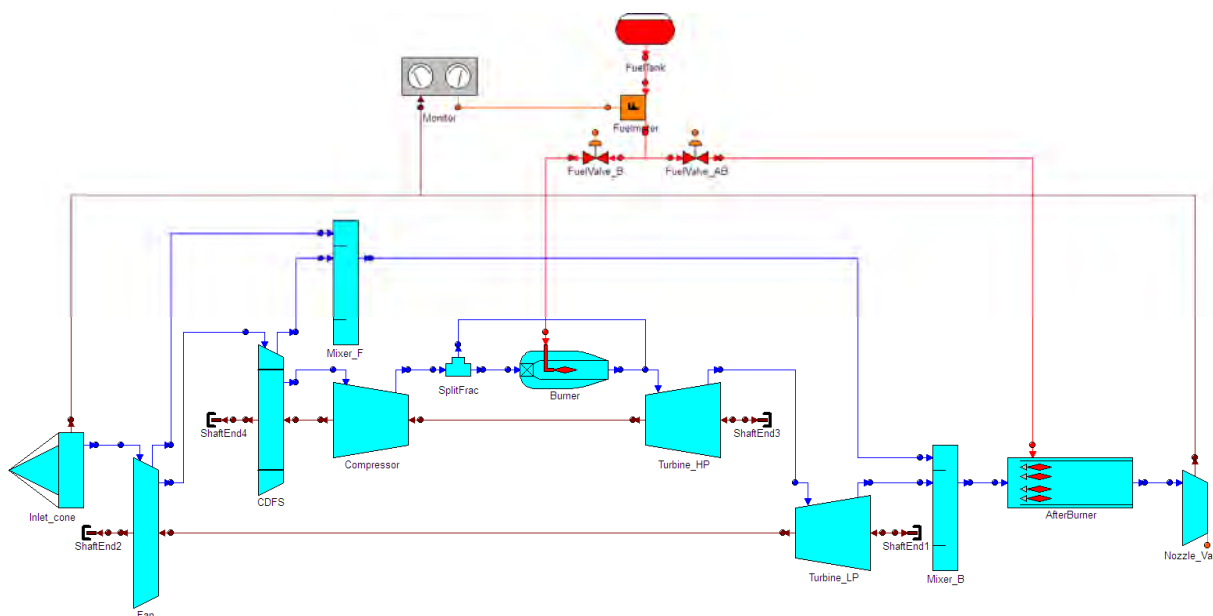 FuelTank
Monitor
Fuelmeter
FuelValve_B
FuelValve_AB
Mixer_F
SplitFrac
Burner
ShaftEnd4
Compressor
Turbine_HP
ShaftEnd3
CDFS
Inlet_cone
ShaftEnd2
AfterBurner
ShaftEnd1
Turbine_LP
Mixer_B
Nozzle_Va
Fan